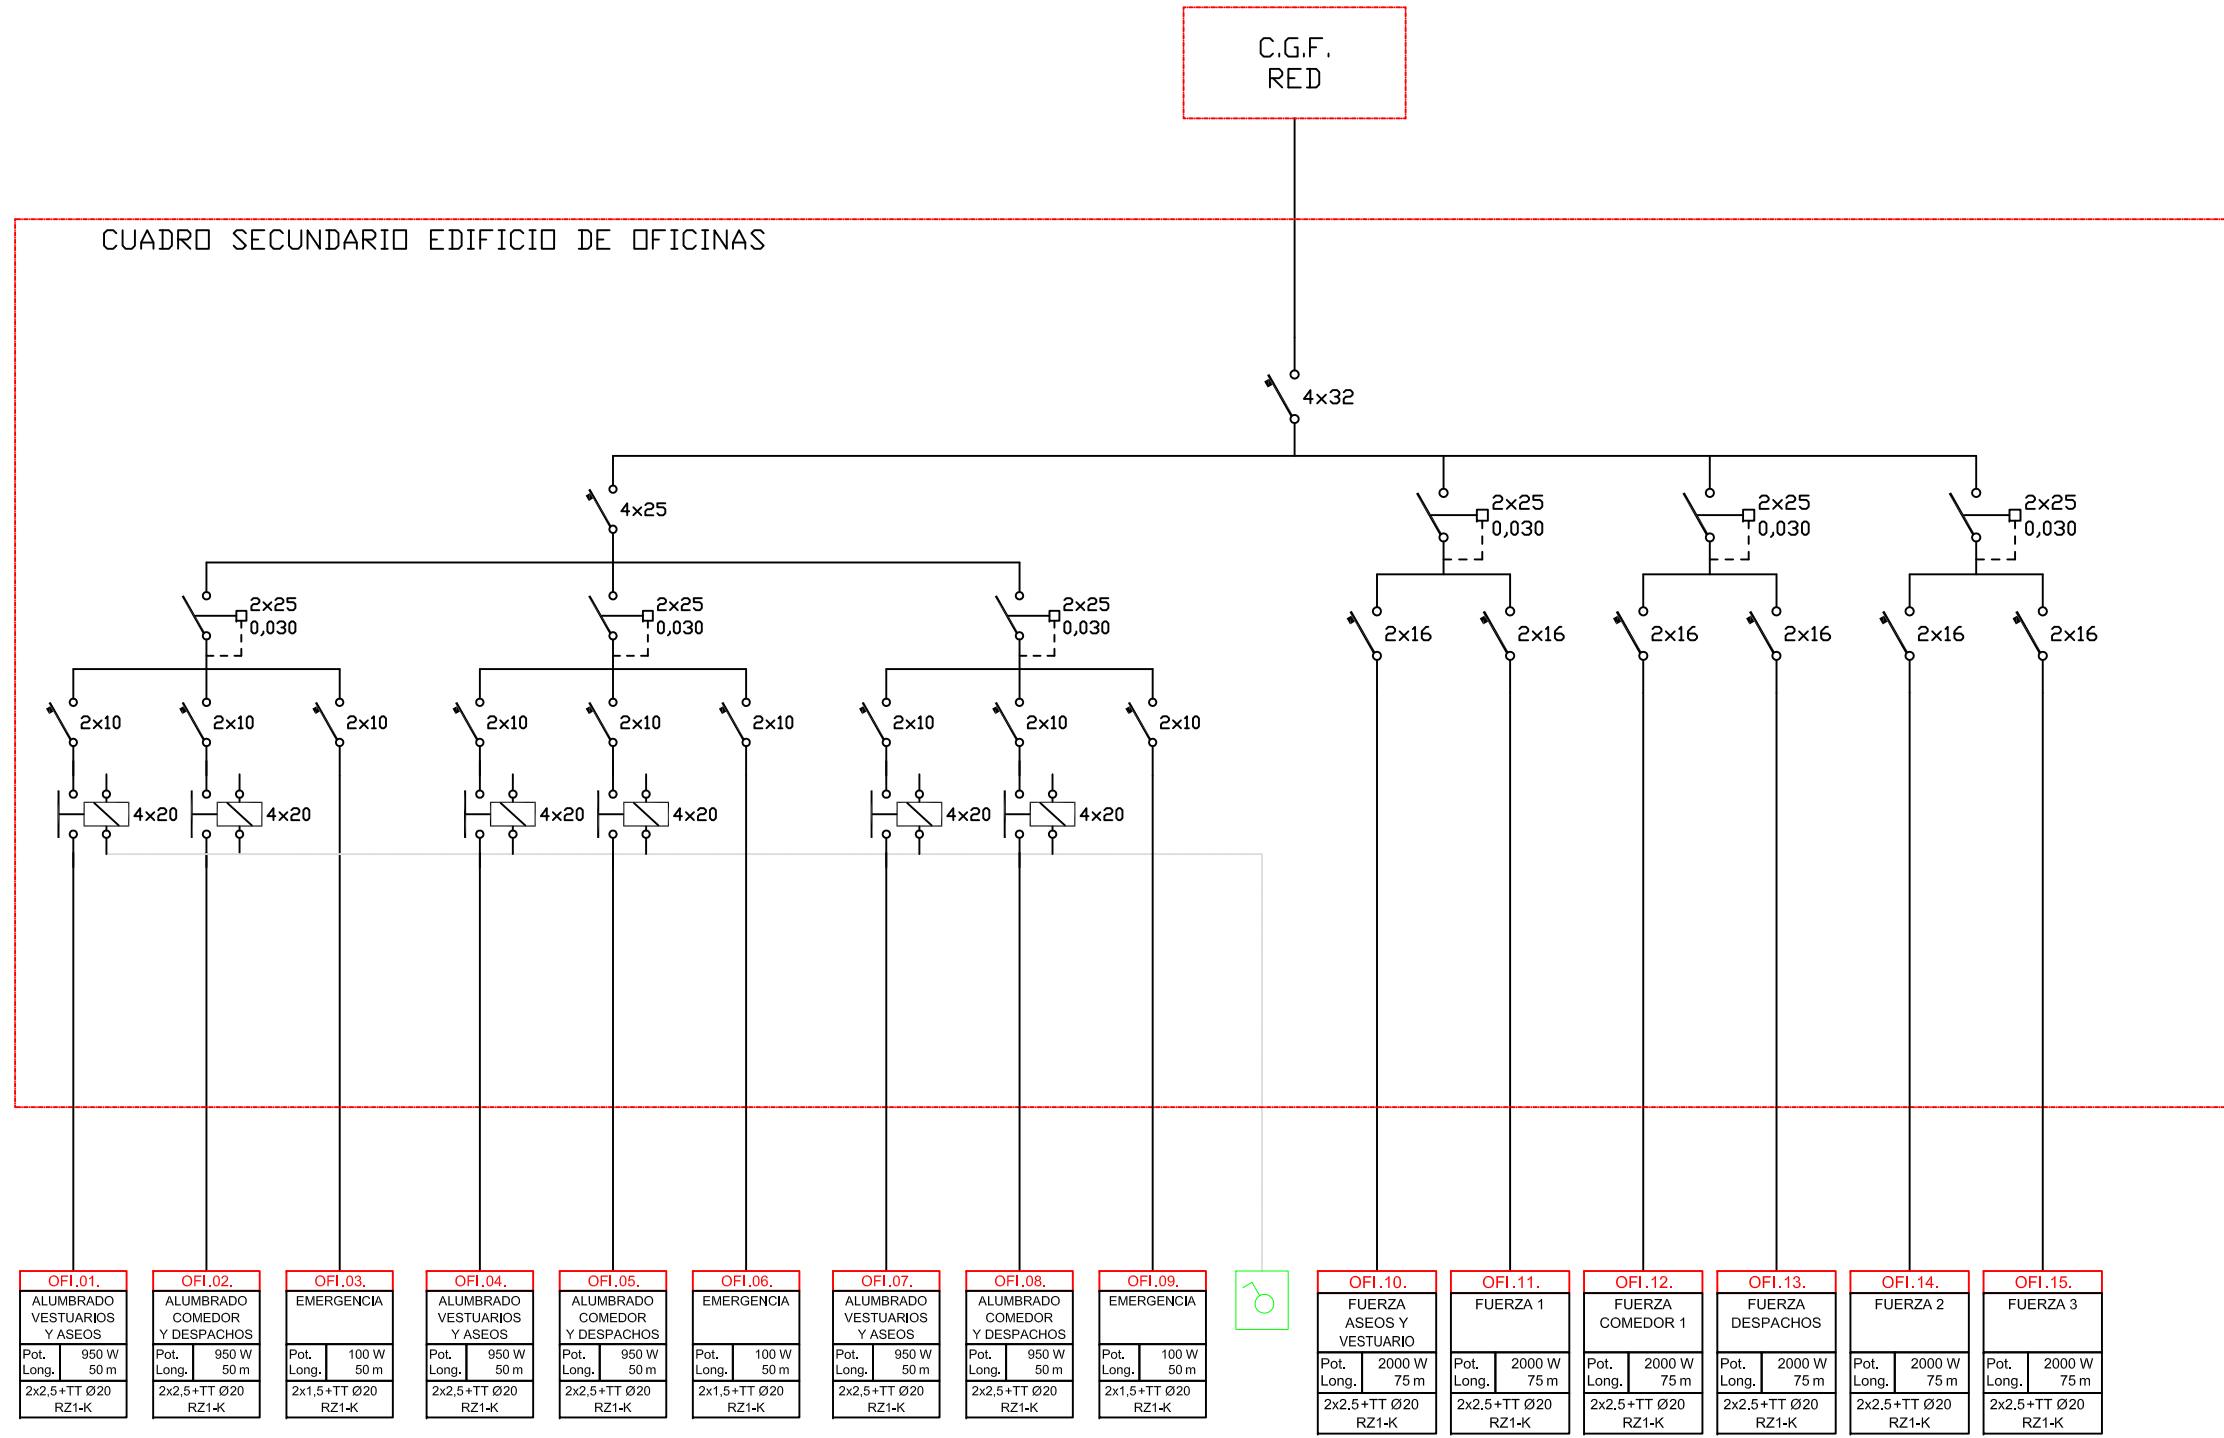 C.G.F.
RED
CUADRO SECUNDARIO EDIFICIO DE OFICINAS
4x32
4x25
2x25
0,030
2x25
0,030
2x25
0,030
2x25
0,030
2x25
0,030
2x25
0,030
2x16
2x16
2x16
2x16
2x16
2x16
2x10
2x10
2x10
2x10
2x10
2x10
2x10
2x10
2x10
4x20
4x20
4x20
4x20
4x20
4x20
OFI.01.
ALUMBRADO
VESTUARIOS
Y ASEOS
Pot. 950 W
Long. 50 m
2x2,5+TT Ø20
RZ1-K
OFI.02.
ALUMBRADO
COMEDOR
Y DESPACHOS
Pot. 950 W
Long. 50 m
2x2,5+TT Ø20
RZ1-K
OFI.03.
EMERGENCIA
Pot. 100 W
Long. 50 m
2x1,5+TT Ø20
RZ1-K
OFI.04.
ALUMBRADO
VESTUARIOS
Y ASEOS
Pot. 950 W
Long. 50 m
2x2,5+TT Ø20
RZ1-K
OFI.05.
ALUMBRADO
COMEDOR
Y DESPACHOS
Pot. 950 W
Long. 50 m
2x2,5+TT Ø20
RZ1-K
OFI.06.
EMERGENCIA
Pot. 100 W
Long. 50 m
2x1,5+TT Ø20
RZ1-K
OFI.07.
ALUMBRADO
VESTUARIOS
Y ASEOS
Pot. 950 W
Long. 50 m
2x2,5+TT Ø20
RZ1-K
OFI.08.
ALUMBRADO
COMEDOR
Y DESPACHOS
Pot. 950 W
Long. 50 m
2x2,5+TT Ø20
RZ1-K
OFI.09.
EMERGENCIA
Pot. 100 W
Long. 50 m
2x1,5+TT Ø20
RZ1-K
OFI.10.
FUERZA
ASEOS Y
VESTUARIO
Pot. 2000 W
Long. 75 m
2x2,5+TT Ø20
RZ1-K
OFI.11.
FUERZA 1
Pot. 2000 W
Long. 75 m
2x2,5+TT Ø20
RZ1-K
OFI.12.
FUERZA
COMEDOR 1
Pot. 2000 W
Long. 75 m
2x2,5+TT Ø20
RZ1-K
OFI.13.
FUERZA
DESPACHOS
Pot. 2000 W
Long. 75 m
2x2,5+TT Ø20
RZ1-K
OFI.14.
FUERZA 2
Pot. 2000 W
Long. 75 m
2x2,5+TT Ø20
RZ1-K
OFI.15.
FUERZA 3
Pot. 2000 W
Long. 75 m
2x2,5+TT Ø20
RZ1-K